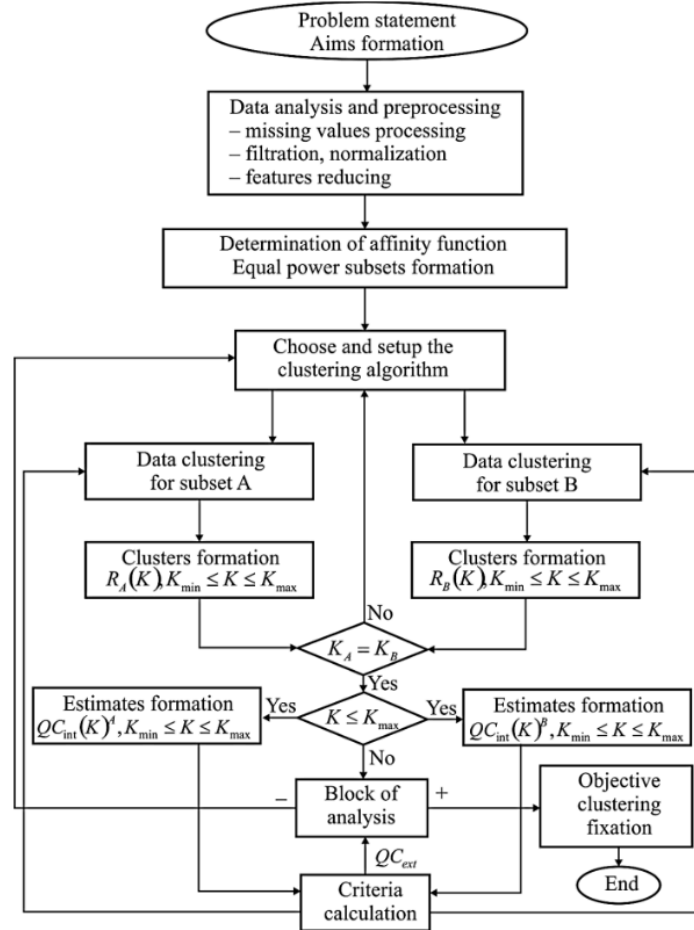 Problem statement
Aims formation
Data analysis and preprocessing
– missing values processing
– filtration, normalization
– features reducing
Determination of affinity function
Equal power subsets formation
Choose and setup the
clustering algorithm
Data clustering
for subset A
Data clustering
for subset B
Clusters formation
R_A(K), K_min ≤ K ≤ K_max
Clusters formation
R_B(K), K_min ≤ K ≤ K_max
No
K_A = K_B
Yes
Estimates formation
QC_int(K)^A, K_min ≤ K ≤ K_max
Yes
K ≤ K_max
Yes
Estimates formation
QC_int(K)^B, K_min ≤ K ≤ K_max
No
–
Block of
analysis
+
Objective
clustering
fixation
QC_ext
Criteria
calculation
End